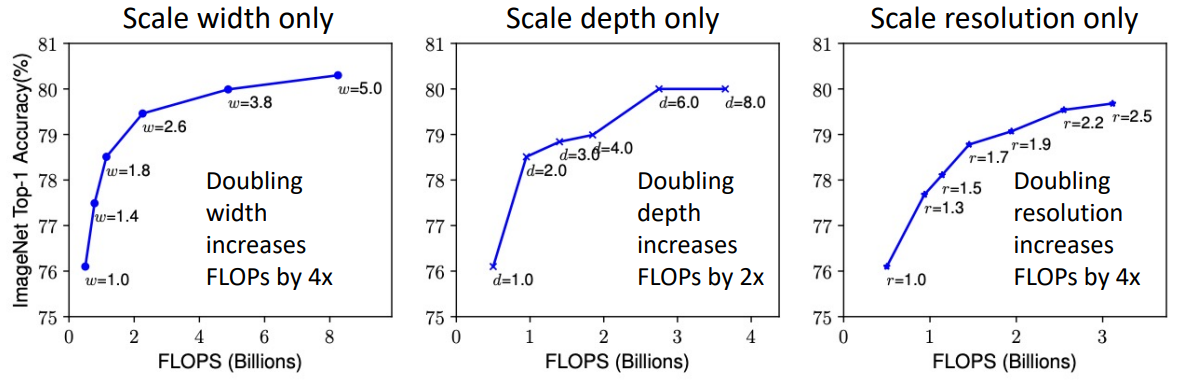 Scale width only
81
80
79
78
77
76
75
0
2
4
6
8
ImageNet Top-1 Accuracy(%)
FLOPS (Billions)
w=1.0
w=1.4
w=1.8
w=2.6
w=3.8
w=5.0
Doubling
width
increases
FLOPs by 4x
Scale depth only
81
80
79
78
77
76
75
0
1
2
3
4
FLOPS (Billions)
d=1.0
d=2.0
d=3.0
d=4.0
d=6.0
d=8.0
Doubling
depth
increases
FLOPs by 2x
Scale resolution only
81
80
79
78
77
76
75
0
1
2
3
FLOPS (Billions)
r=1.0
r=1.3
r=1.5
r=1.7
r=1.9
r=2.2
r=2.5
Doubling
resolution
increases
FLOPs by 4x